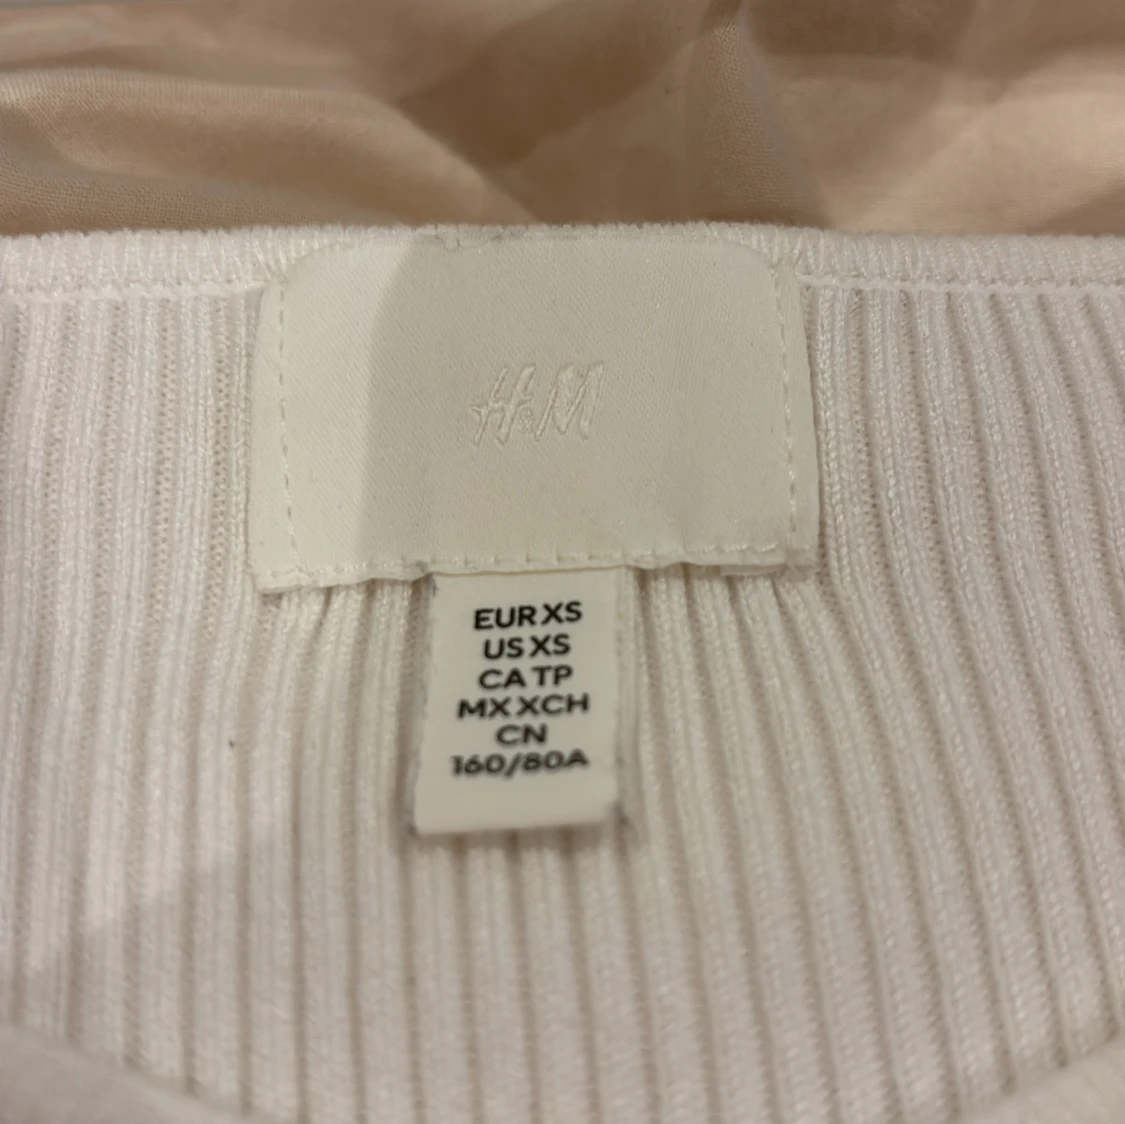 H&M
EUR XS
US XS
CA TP
MX XCH
CN
160/80A